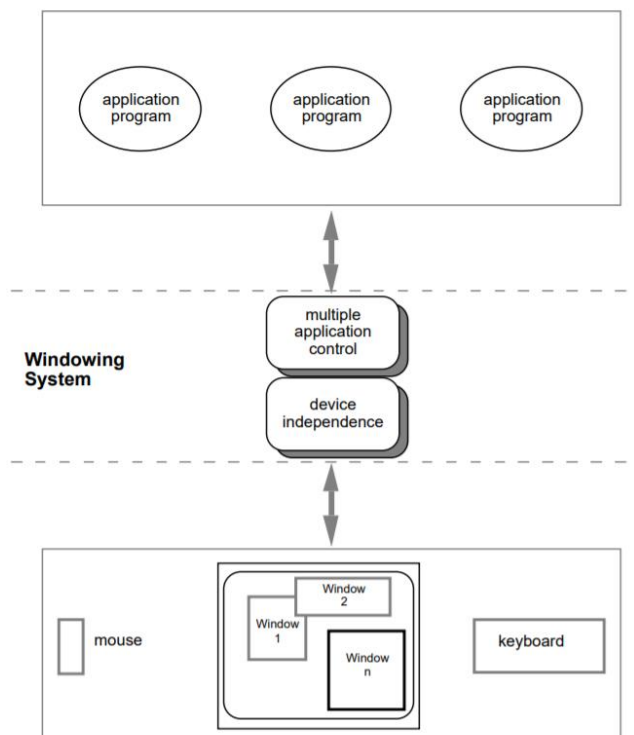 application
program
application
program
application
program
multiple
application
control
Windowing
System
device
independence
Window
2
Window
1
mouse
Window
n
keyboard